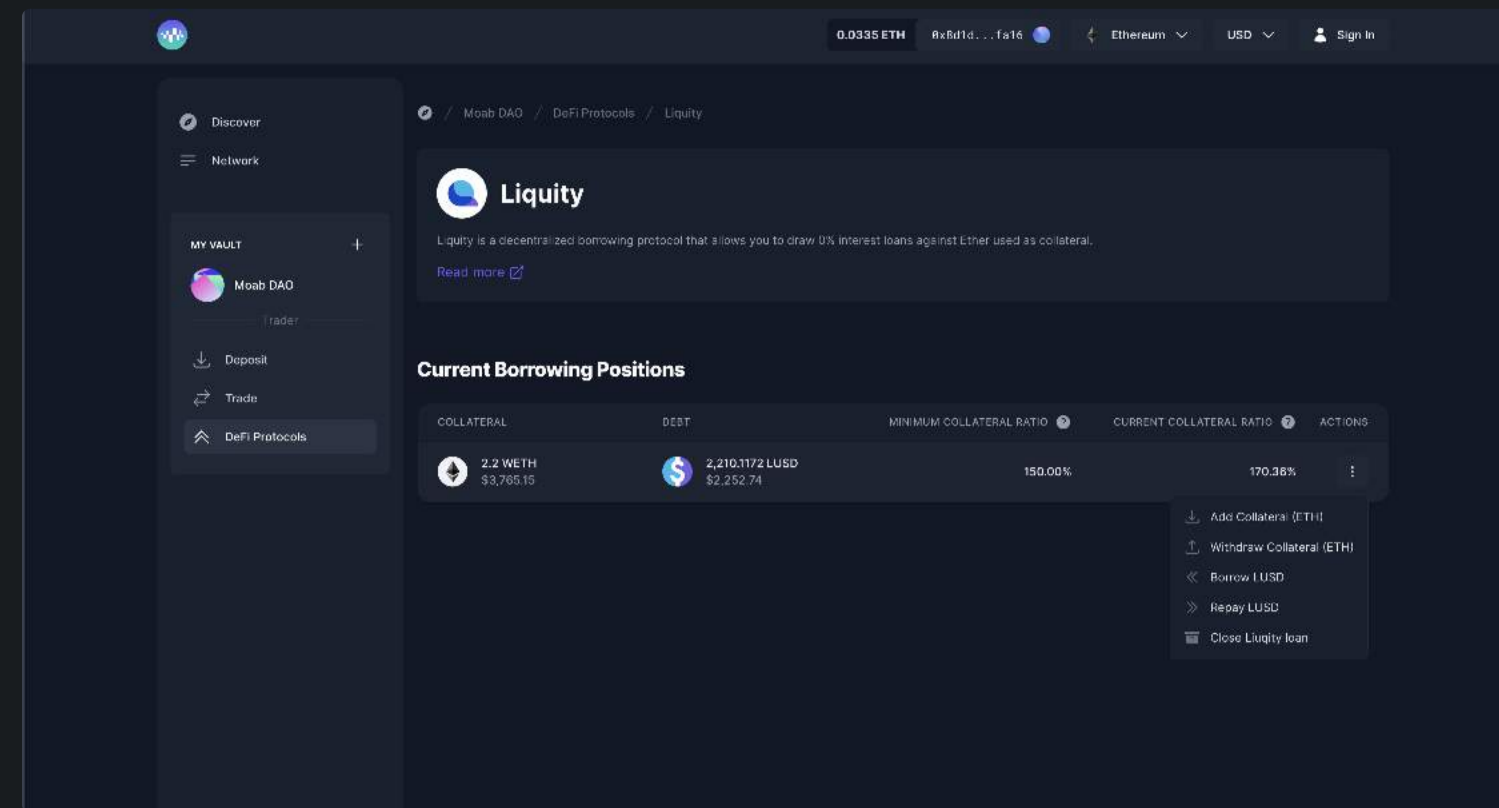 0.0335 ETH
Ethereum
USD
Sign In
Discover
Network
MY VAULT
Moab DAO
Trader
Deposit
Trade
DeFi Protocols
/ Moab DAO / DeFi Protocols / Liquity
Liquity
Liquity is a decentralized borrowing protocol that allows you to draw 0% interest loans against Ether used as collateral.
Read more
Current Borrowing Positions
COLLATERAL DEBT MINIMUM COLLATERAL RATIO CURRENT COLLATERAL RATIO ACTIONS
2.2 WETH 2,210.1172 LUSD 150.00% 170.36%
$3,765.15 $2,252.74
Add Collateral (ETH)
Withdraw Collateral (ETH)
Borrow LUSD
Repay LUSD
Close Liuqity loan